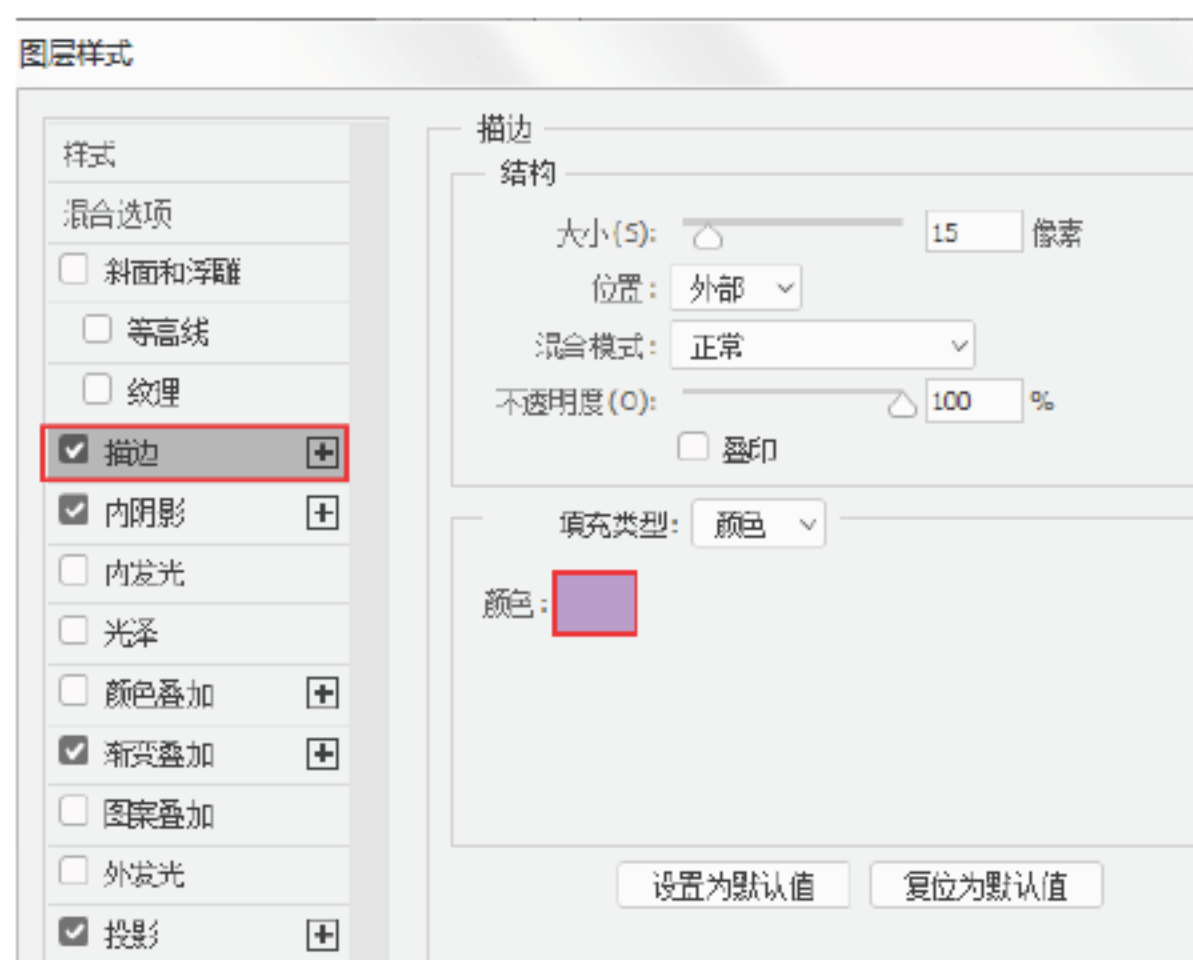 图层样式
样式
混合选项
斜面和浮雕
等高线
纹理
描边
内阴影
内发光
光泽
颜色叠加
渐变叠加
图案叠加
外发光
投影
描边
结构
大小(S): 15 像素
位置: 外部
混合模式: 正常
不透明度(O): 100 %
叠印
填充类型: 颜色
颜色:
设置为默认值 复位为默认值